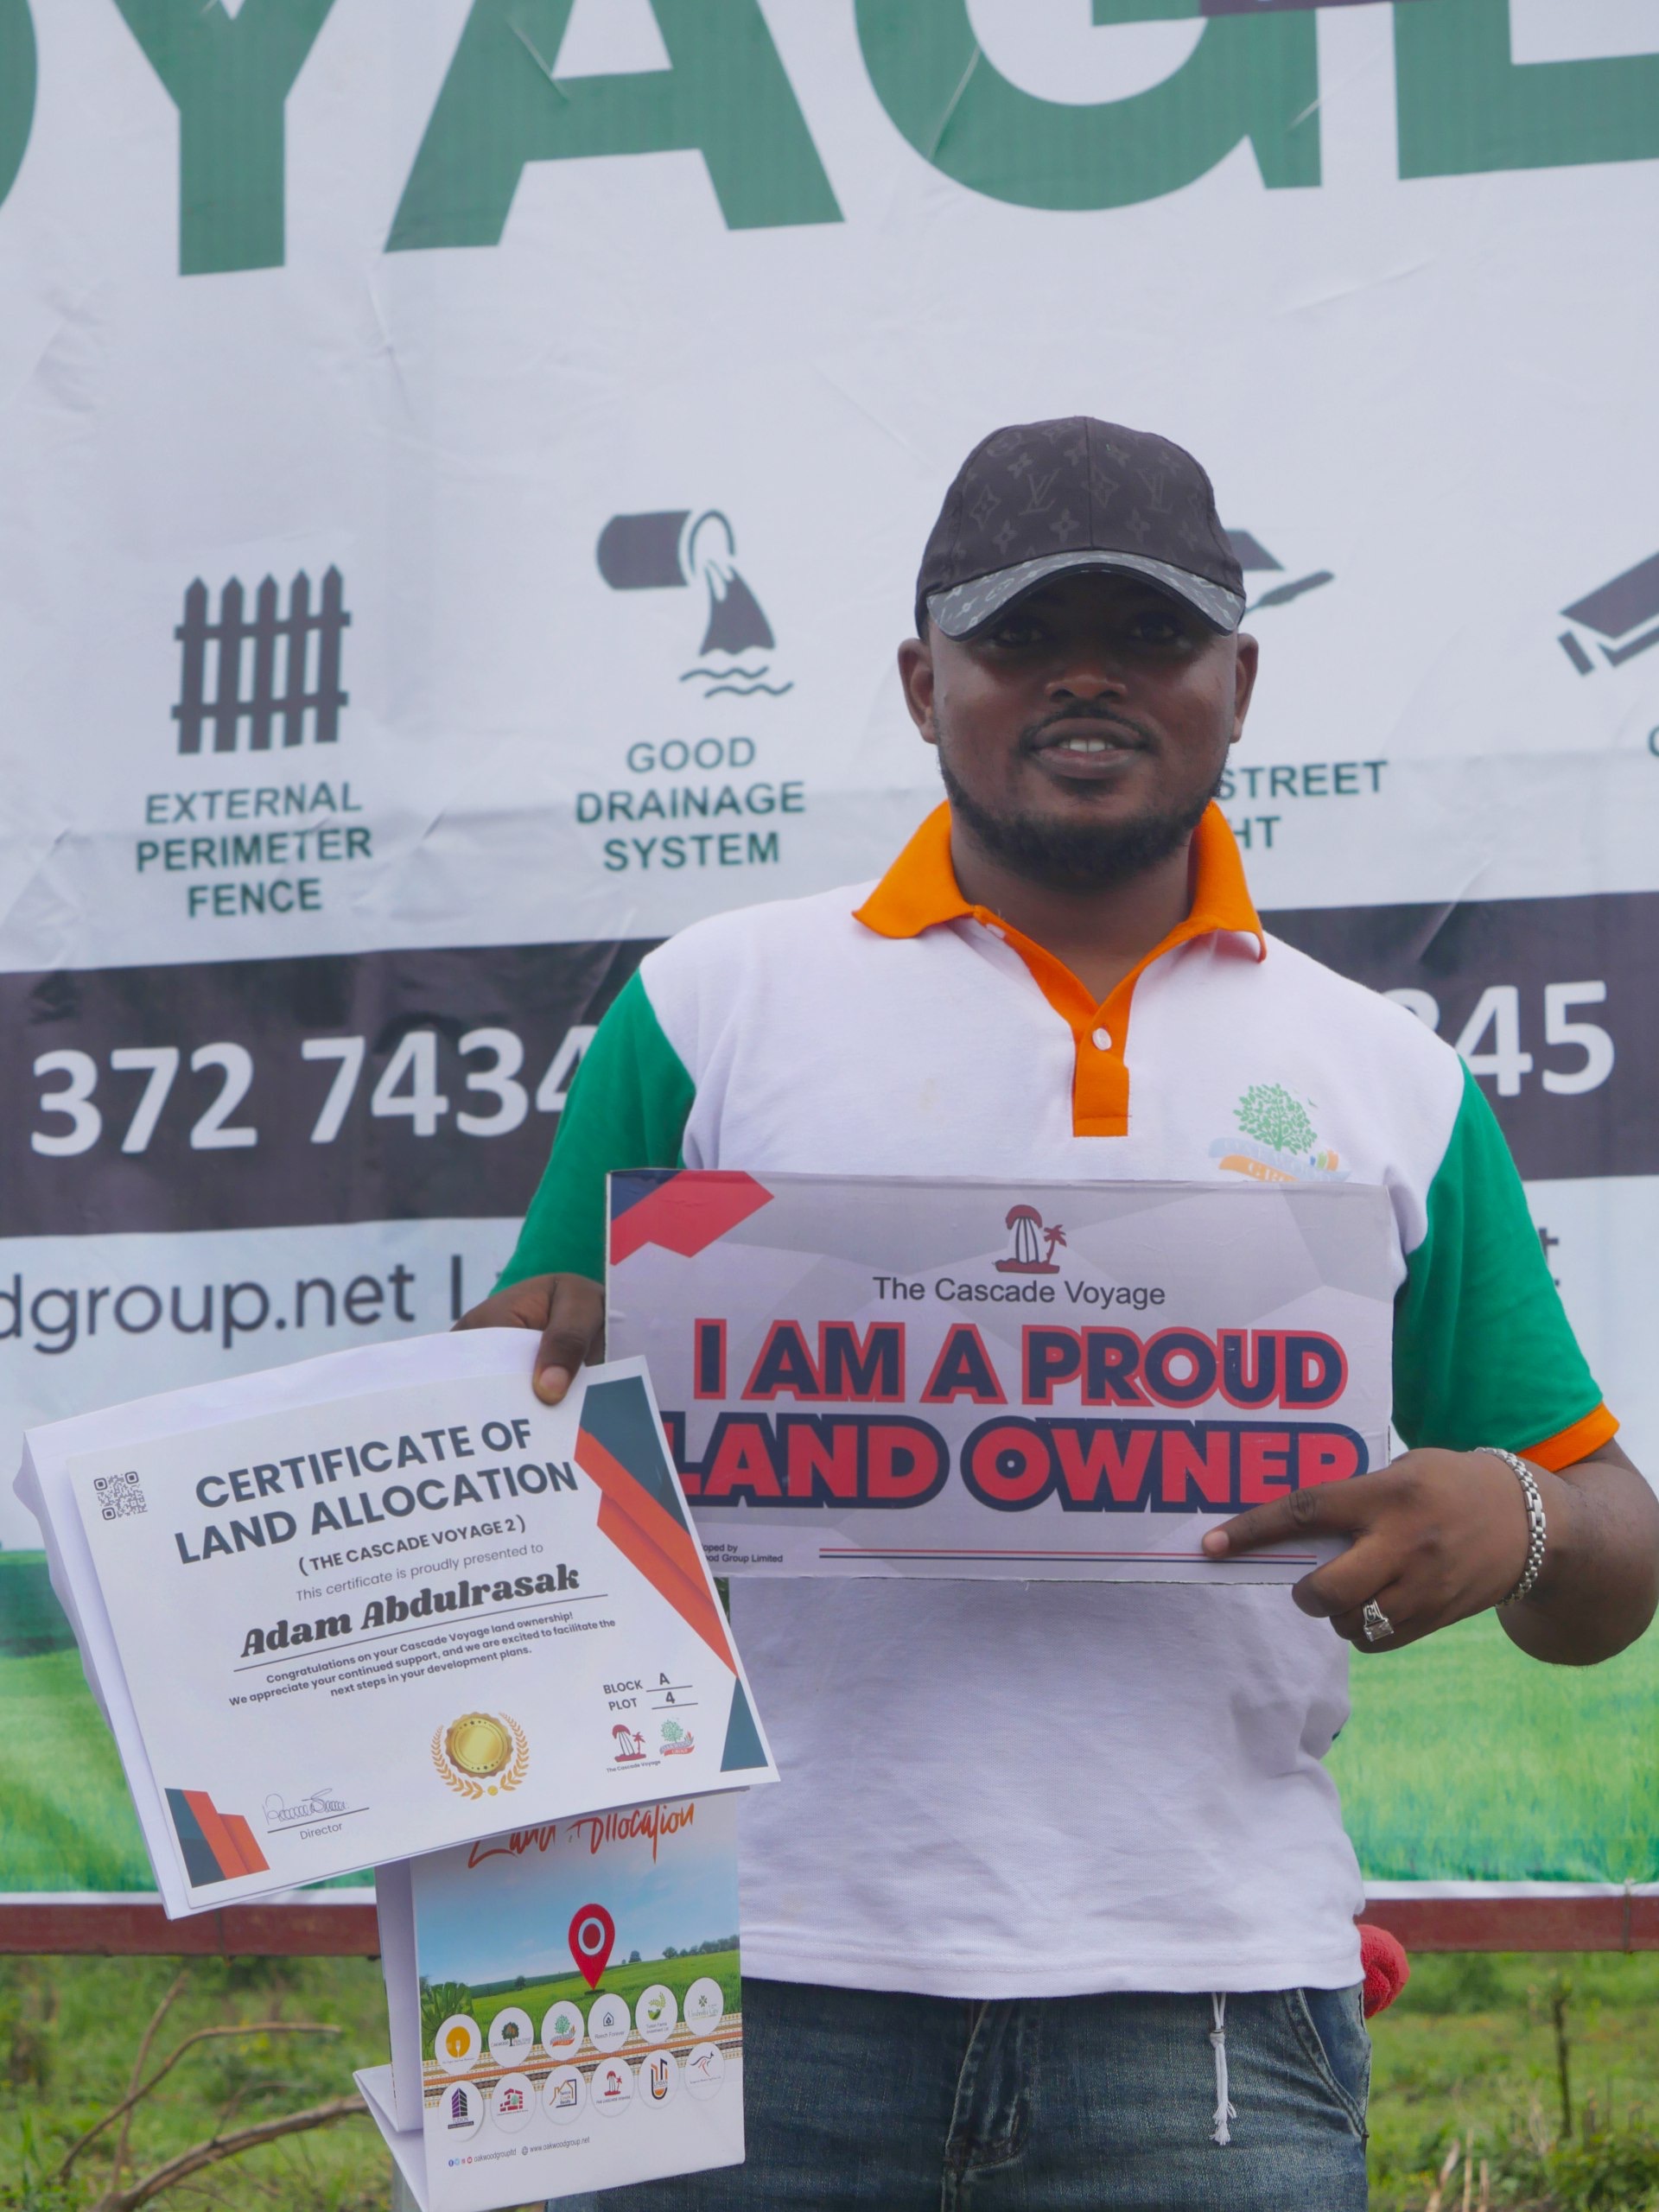 OYAGE
EXTERNAL
PERIMETER
FENCE
GOOD
DRAINAGE
SYSTEM
STREET
HT
372 7434
345
dgroup.net
The Cascade Voyage
I AM A PROUD
LAND OWNER
oped by
ood Group Limited
CERTIFICATE OF
LAND ALLOCATION
( THE CASCADE VOYAGE 2 )
This certificate is proudly presented to
Adam Abdulrasak
Congratulations on your Cascade Voyage land ownership!
We appreciate your continued support, and we are excited to facilitate the
next steps in your development plans.
BLOCK A
PLOT 4
The Cascade Voyage
Director
Land Allocation
oakwoodgroupltd www.oakwoodgroup.net